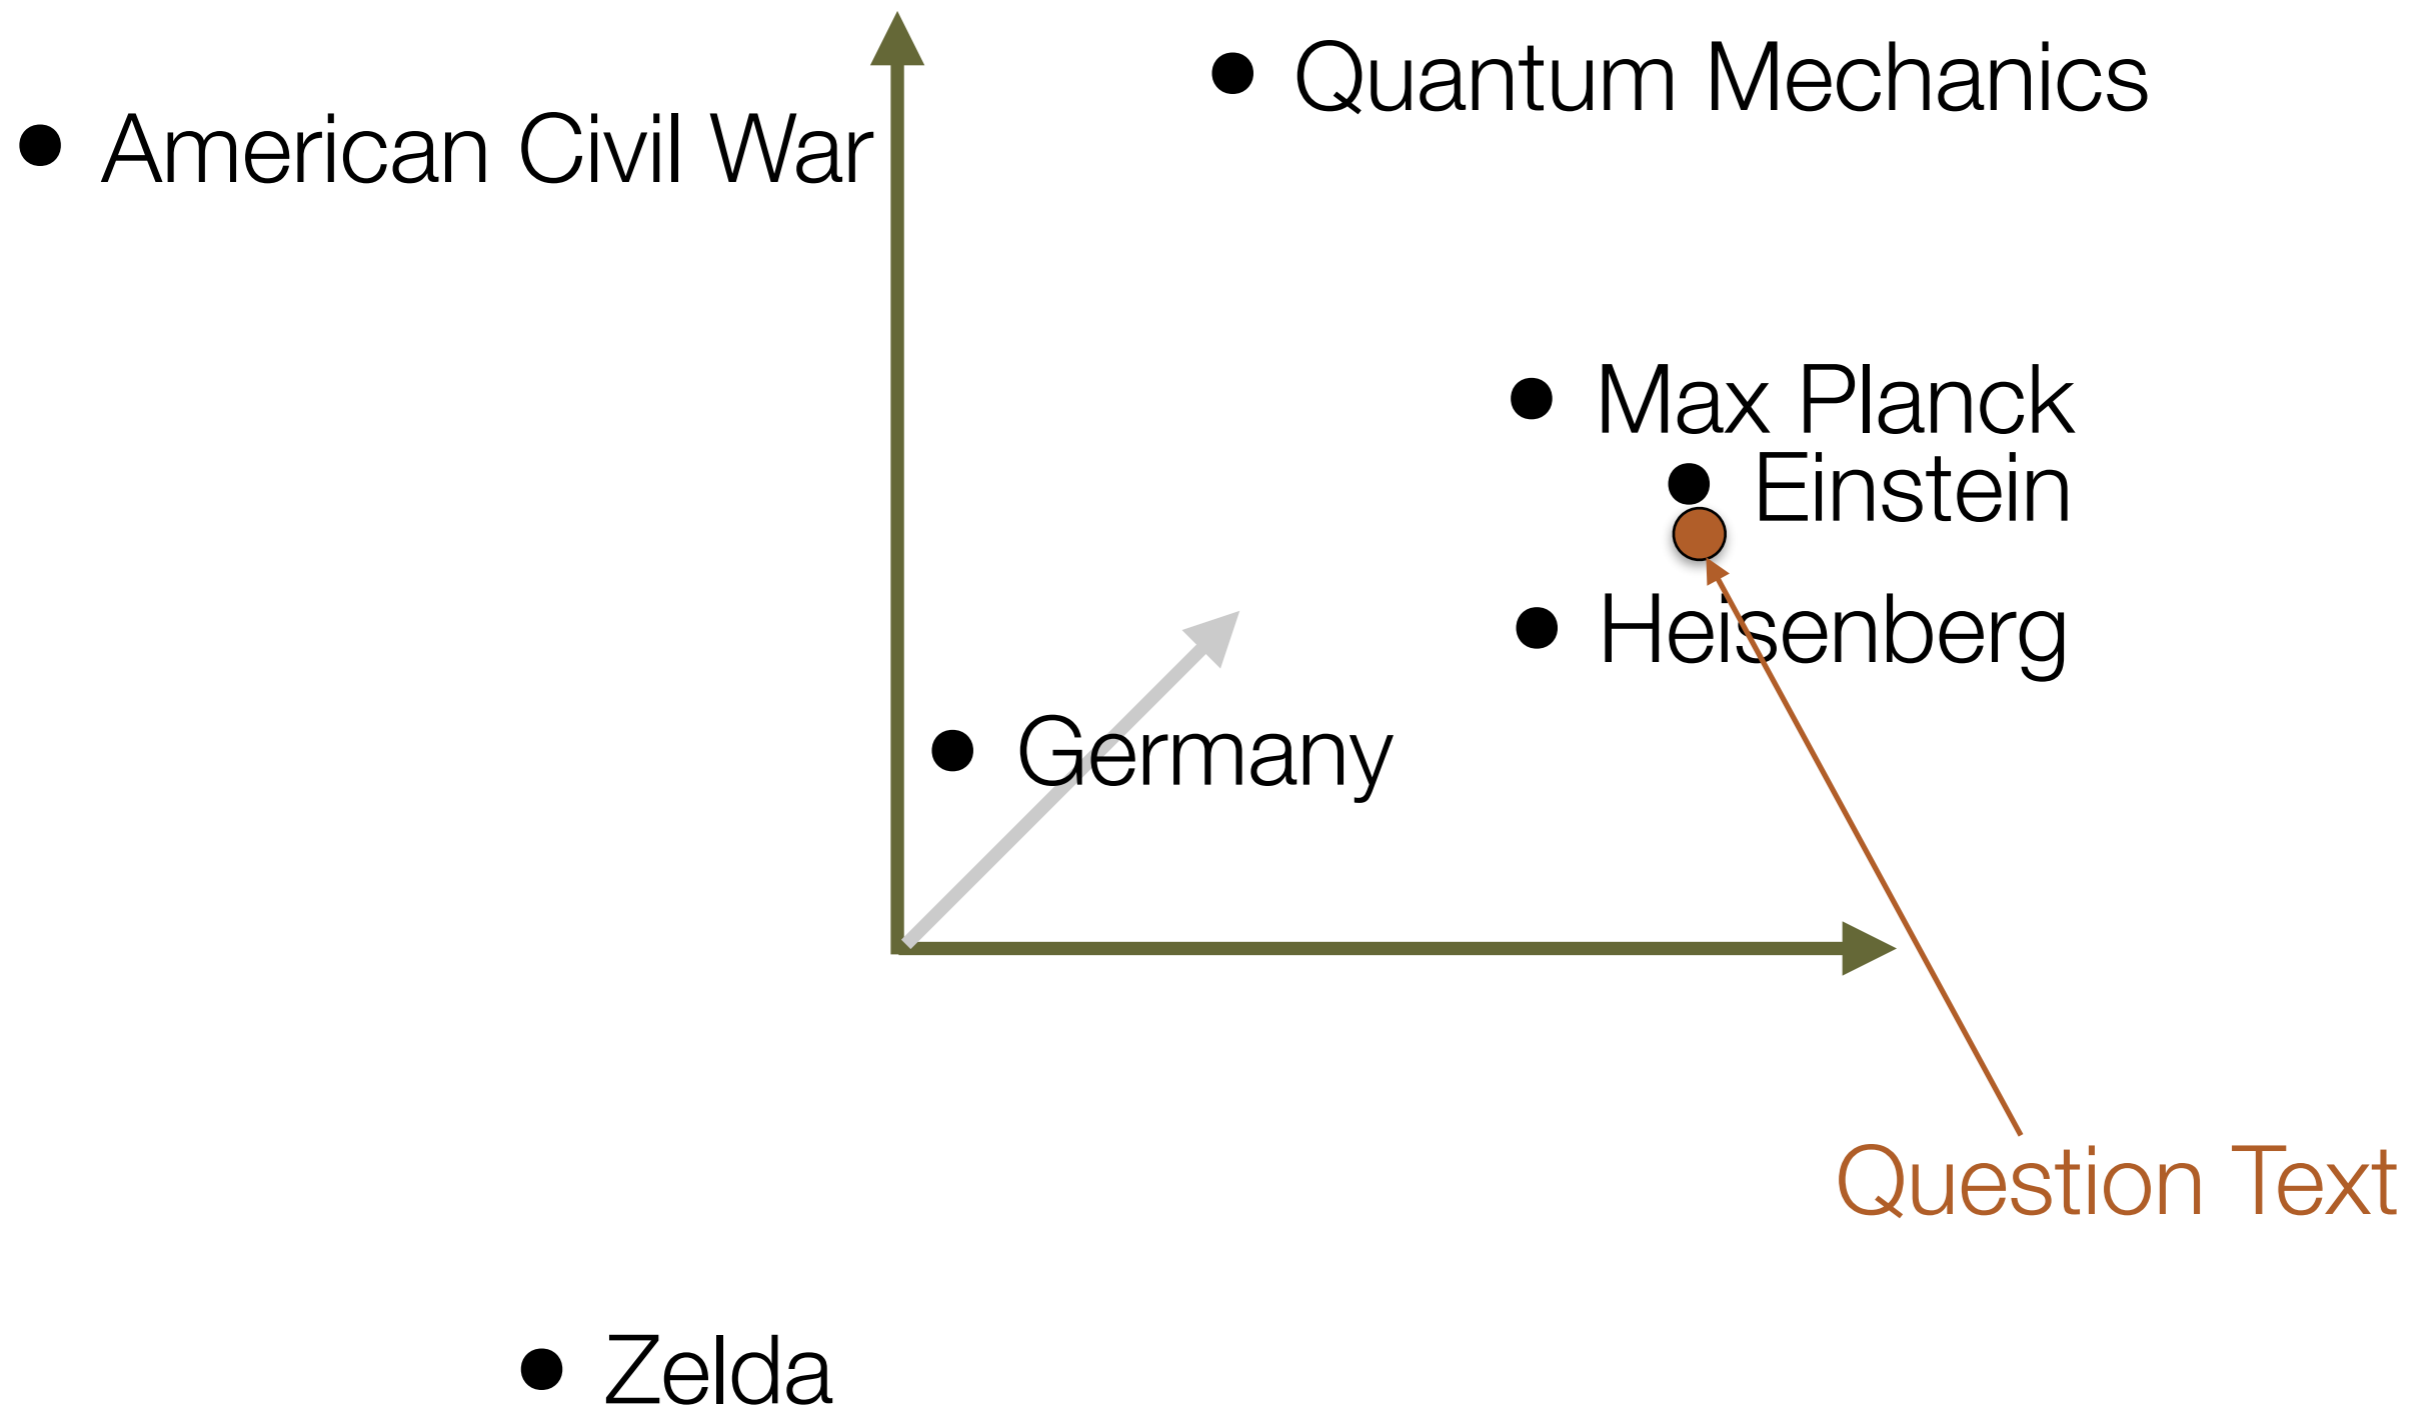 Quantum Mechanics
American Civil War
Max Planck
Einstein
Heisenberg
Germany
Question Text
Zelda